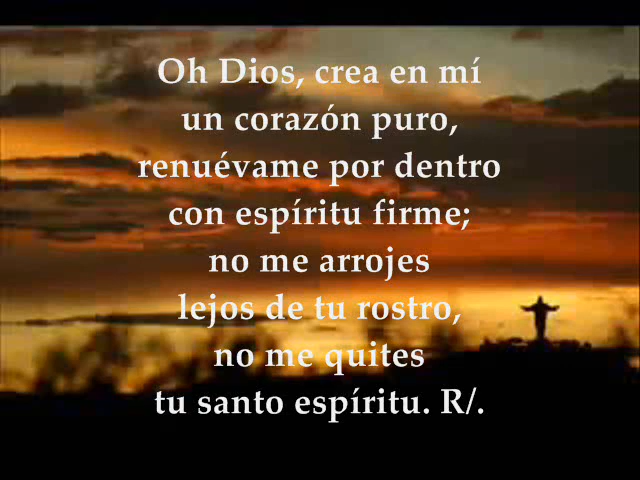 Oh Dios, crea en mí
un corazón puro,
renuévame por dentro
con espíritu firme;
no me arrojes
lejos de tu rostro,
no me quites
tu santo espíritu. R/.